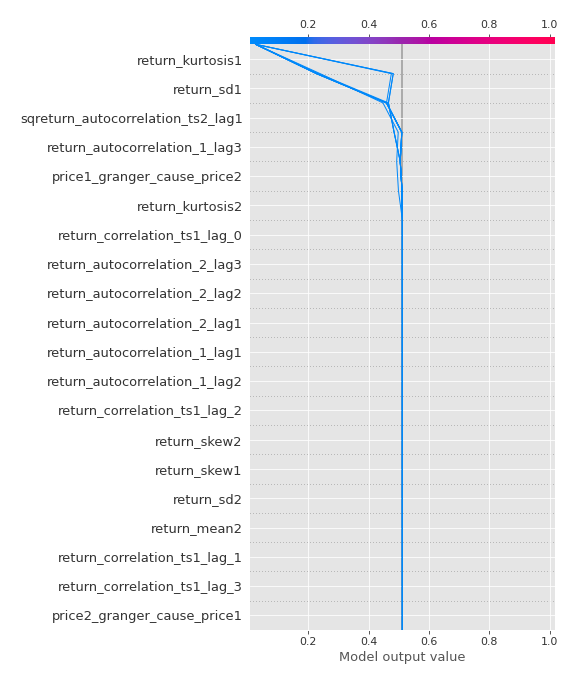 0.2 0.4 0.6 0.8 1.0
return_kurtosis1
return_sd1
sqreturn_autocorrelation_ts2_lag1
return_autocorrelation_1_lag3
price1_granger_cause_price2
return_kurtosis2
return_correlation_ts1_lag_0
return_autocorrelation_2_lag3
return_autocorrelation_2_lag2
return_autocorrelation_2_lag1
return_autocorrelation_1_lag1
return_autocorrelation_1_lag2
return_correlation_ts1_lag_2
return_skew2
return_skew1
return_sd2
return_mean2
return_correlation_ts1_lag_1
return_correlation_ts1_lag_3
price2_granger_cause_price1
0.2 0.4 0.6 0.8 1.0
Model output value